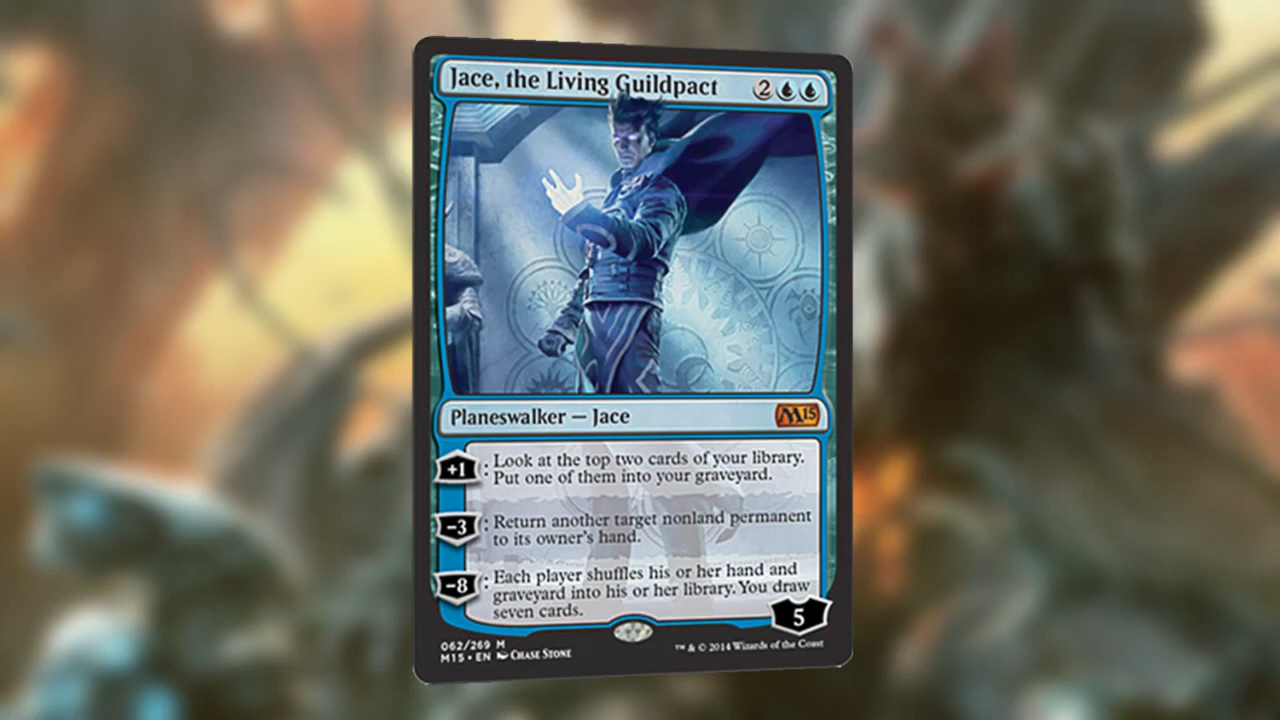 Jace, the Living Guildpact 2
Planeswalker — Jace M15
+1 : Look at the top two cards of your library.
Put one of them into your graveyard.
-3 : Return another target nonland permanent
to its owner's hand.
-8 : Each player shuffles his or her hand and
graveyard into his or her library. You draw
seven cards.
5
062/269 M
M15 • EN CHASE STONE
™ & © 2014 Wizards of the Coast